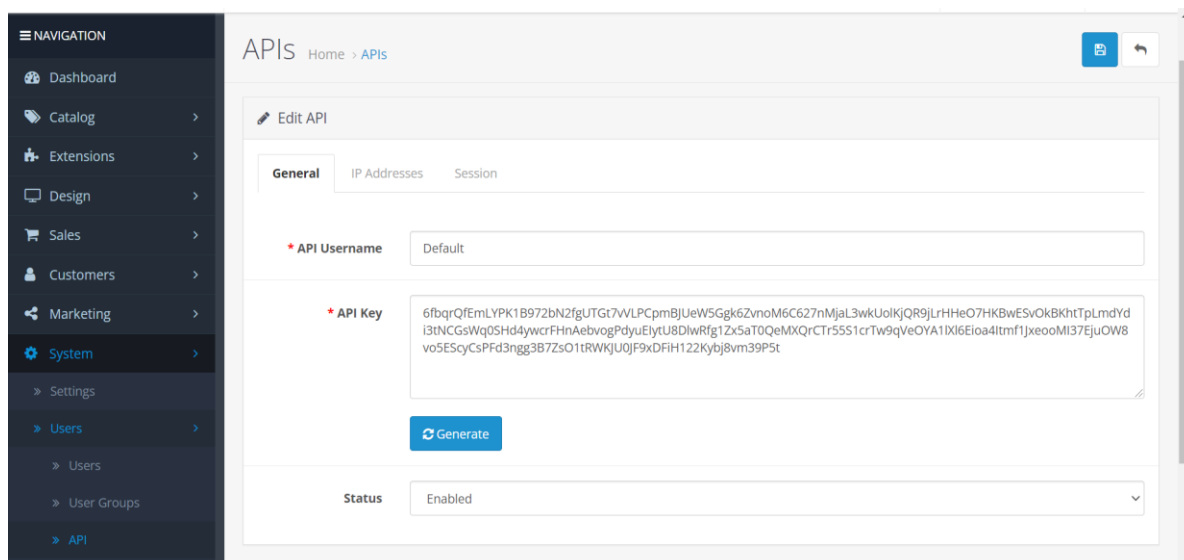 NAVIGATION
Dashboard
Catalog
Extensions
Design
Sales
Customers
Marketing
System
Settings
Users
Users
User Groups
API
APIs Home › APIs
Edit API
General IP Addresses Session
* API Username Default
* API Key
6fbqrQfEmLYPK1B972bN2fgUTGt7vVLPCpmBJUeW5Ggk6ZvnoM6C627nMjaL3wkUolKjQR9jLrHHeO7HKBwESvOkBKhtTpLmdYd
i3tNCGsWq0SHd4ywcrFHnAebvogPdyuEIytU8DlwRfg1Zx5aT0QeMXQrCTr55S1crTw9qVeOYA1lXl6Eioa4Itmf1JxeooMI37EjuOW8
vo5EScyCsPFd3ngg3B7ZsO1tRWKJU0JF9xDFiH122Kybj8vm39P5t
Generate
Status Enabled